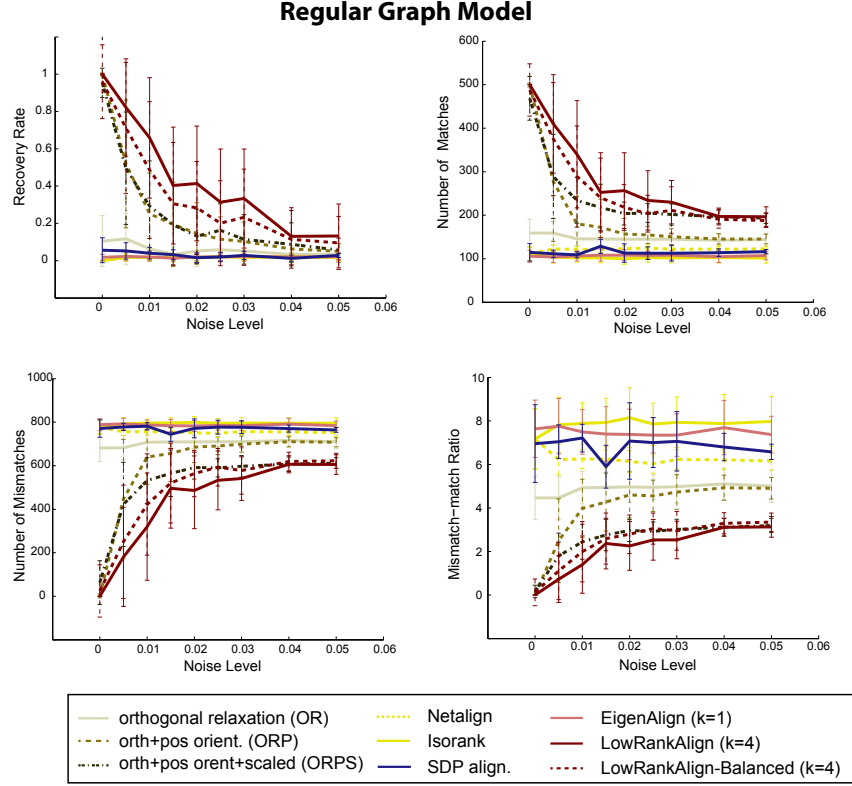 Regular Graph Model
Recovery Rate
1
0.8
0.6
0.4
0.2
0
0 0.01 0.02 0.03 0.04 0.05 0.06
Noise Level
Number of Matches
600
500
400
300
200
100
0
0 0.01 0.02 0.03 0.04 0.05 0.06
Noise Level
Number of Mismatches
1000
800
600
400
200
0
0 0.01 0.02 0.03 0.04 0.05 0.06
Noise Level
Mismatch-match Ratio
10
8
6
4
2
0
0 0.01 0.02 0.03 0.04 0.05 0.06
Noise Level
orthogonal relaxation (OR)
orth+pos orient. (ORP)
orth+pos orent+scaled (ORPS)
Netalign
Isorank
SDP align.
EigenAlign (k=1)
LowRankAlign (k=4)
LowRankAlign-Balanced (k=4)